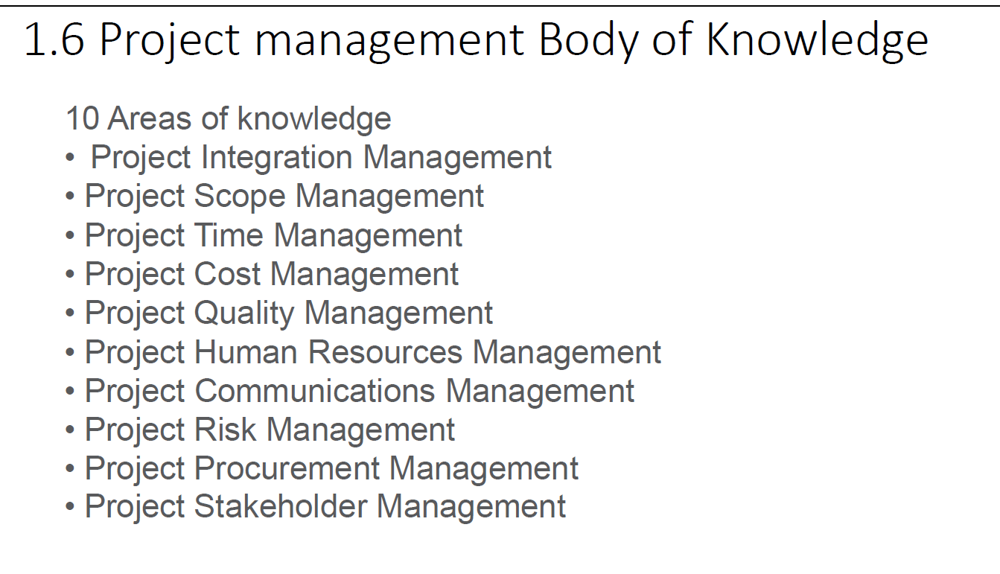 1.6 Project management Body of Knowledge
10 Areas of knowledge
• Project Integration Management
• Project Scope Management
• Project Time Management
• Project Cost Management
• Project Quality Management
• Project Human Resources Management
• Project Communications Management
• Project Risk Management
• Project Procurement Management
• Project Stakeholder Management